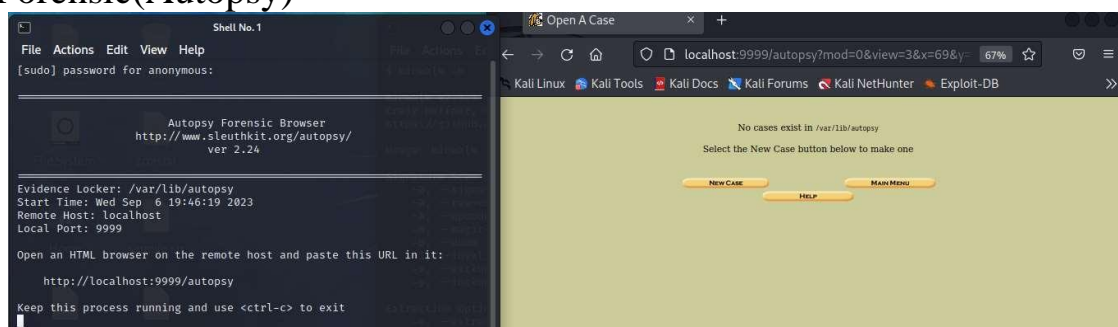 Forensic(Autopsy)
Shell No. 1
File Actions Edit View Help
[sudo] password for anonymous:
Autopsy Forensic Browser
http://www.sleuthkit.org/autopsy/
ver 2.24
Evidence Locker: /var/lib/autopsy
Start Time: Wed Sep 6 19:46:19 2023
Remote Host: localhost
Local Port: 9999
Open an HTML browser on the remote host and paste this URL in it:
http://localhost:9999/autopsy
Keep this process running and use <ctrl-c> to exit
Open A Case
localhost:9999/autopsy?mod=0&view=3&x=69&y= 67%
Kali Linux Kali Tools Kali Docs Kali Forums Kali NetHunter Exploit-DB
No cases exist in /var/lib/autopsy
Select the New Case button below to make one
NEW CASE MAIN MENU
HELP